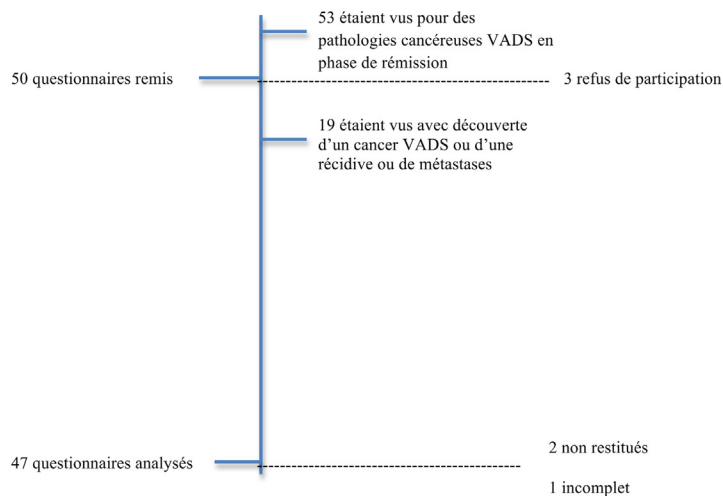 53 étaient vus pour des
pathologies cancéreuses VADS en
phase de rémission
50 questionnaires remis
3 refus de participation
19 étaient vus avec découverte
d’un cancer VADS ou d’une
récidive ou de métastases
2 non restitués
47 questionnaires analysés
1 incomplet